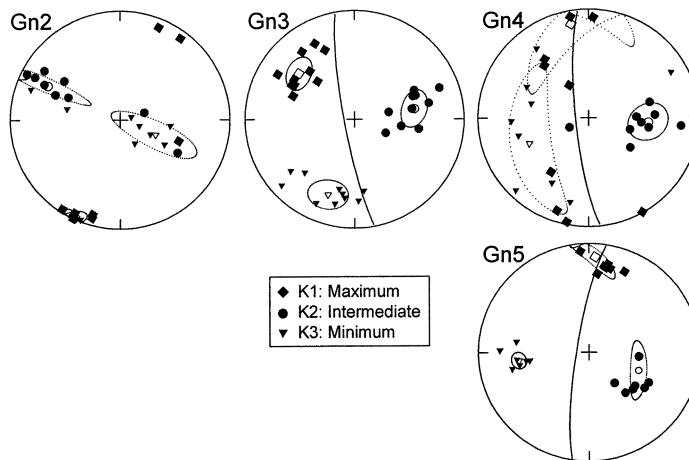 Gn2
Gn3
Gn4
Gn5
K1: Maximum
K2: Intermediate
K3: Minimum